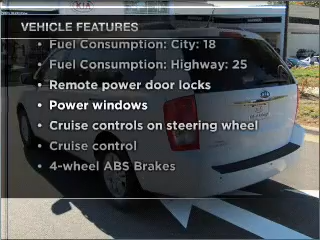 VEHICLE FEATURES
• Fuel Consumption: City: 18
• Fuel Consumption: Highway: 25
• Remote power door locks
• Power windows
• Cruise controls on steering wheel
• Cruise control
• 4-wheel ABS Brakes
KIA